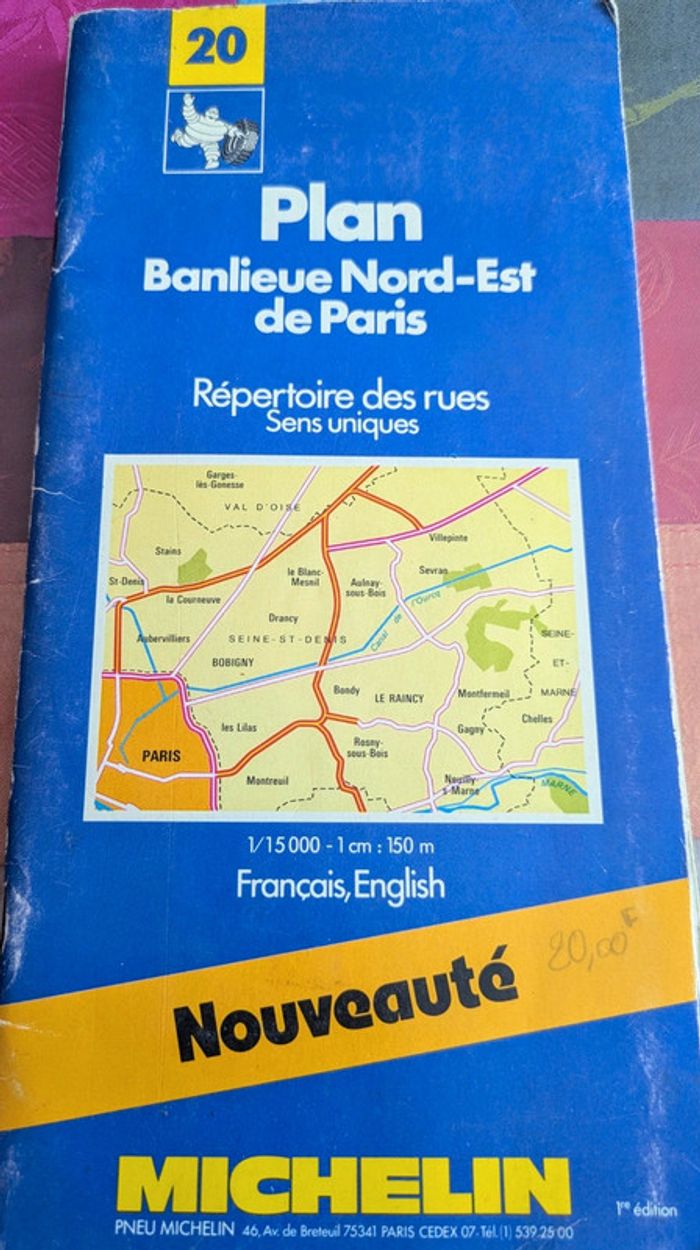 20
Plan
Banlieue Nord-Est
de Paris
Répertoire des rues
Sens uniques
Garges-
lès-Gonesse
VAL D'OISE
Villepinte
Stains
le Blanc-
Mesnil
Sevran
St-Denis
Aulnay-
sous-Bois
la Courneuve
Canal de l'Ourcq
Drancy
Aubervilliers
SEINE-ST-DENIS
SEINE-
ET-
MARNE
BOBIGNY
Bondy
LE RAINCY
Montfermeil
Chelles
les Lilas
Gagny
PARIS
Rosny-
sous-Bois
Montreuil
Neuilly-
s-Marne
MARNE
1/15 000 - 1 cm : 150 m
Français, English
20,00 F
Nouveauté
MICHELIN
1re édition
PNEU MICHELIN 46, Av. de Breteuil 75341 PARIS CEDEX 07 - Tél. (1) 539.25.00